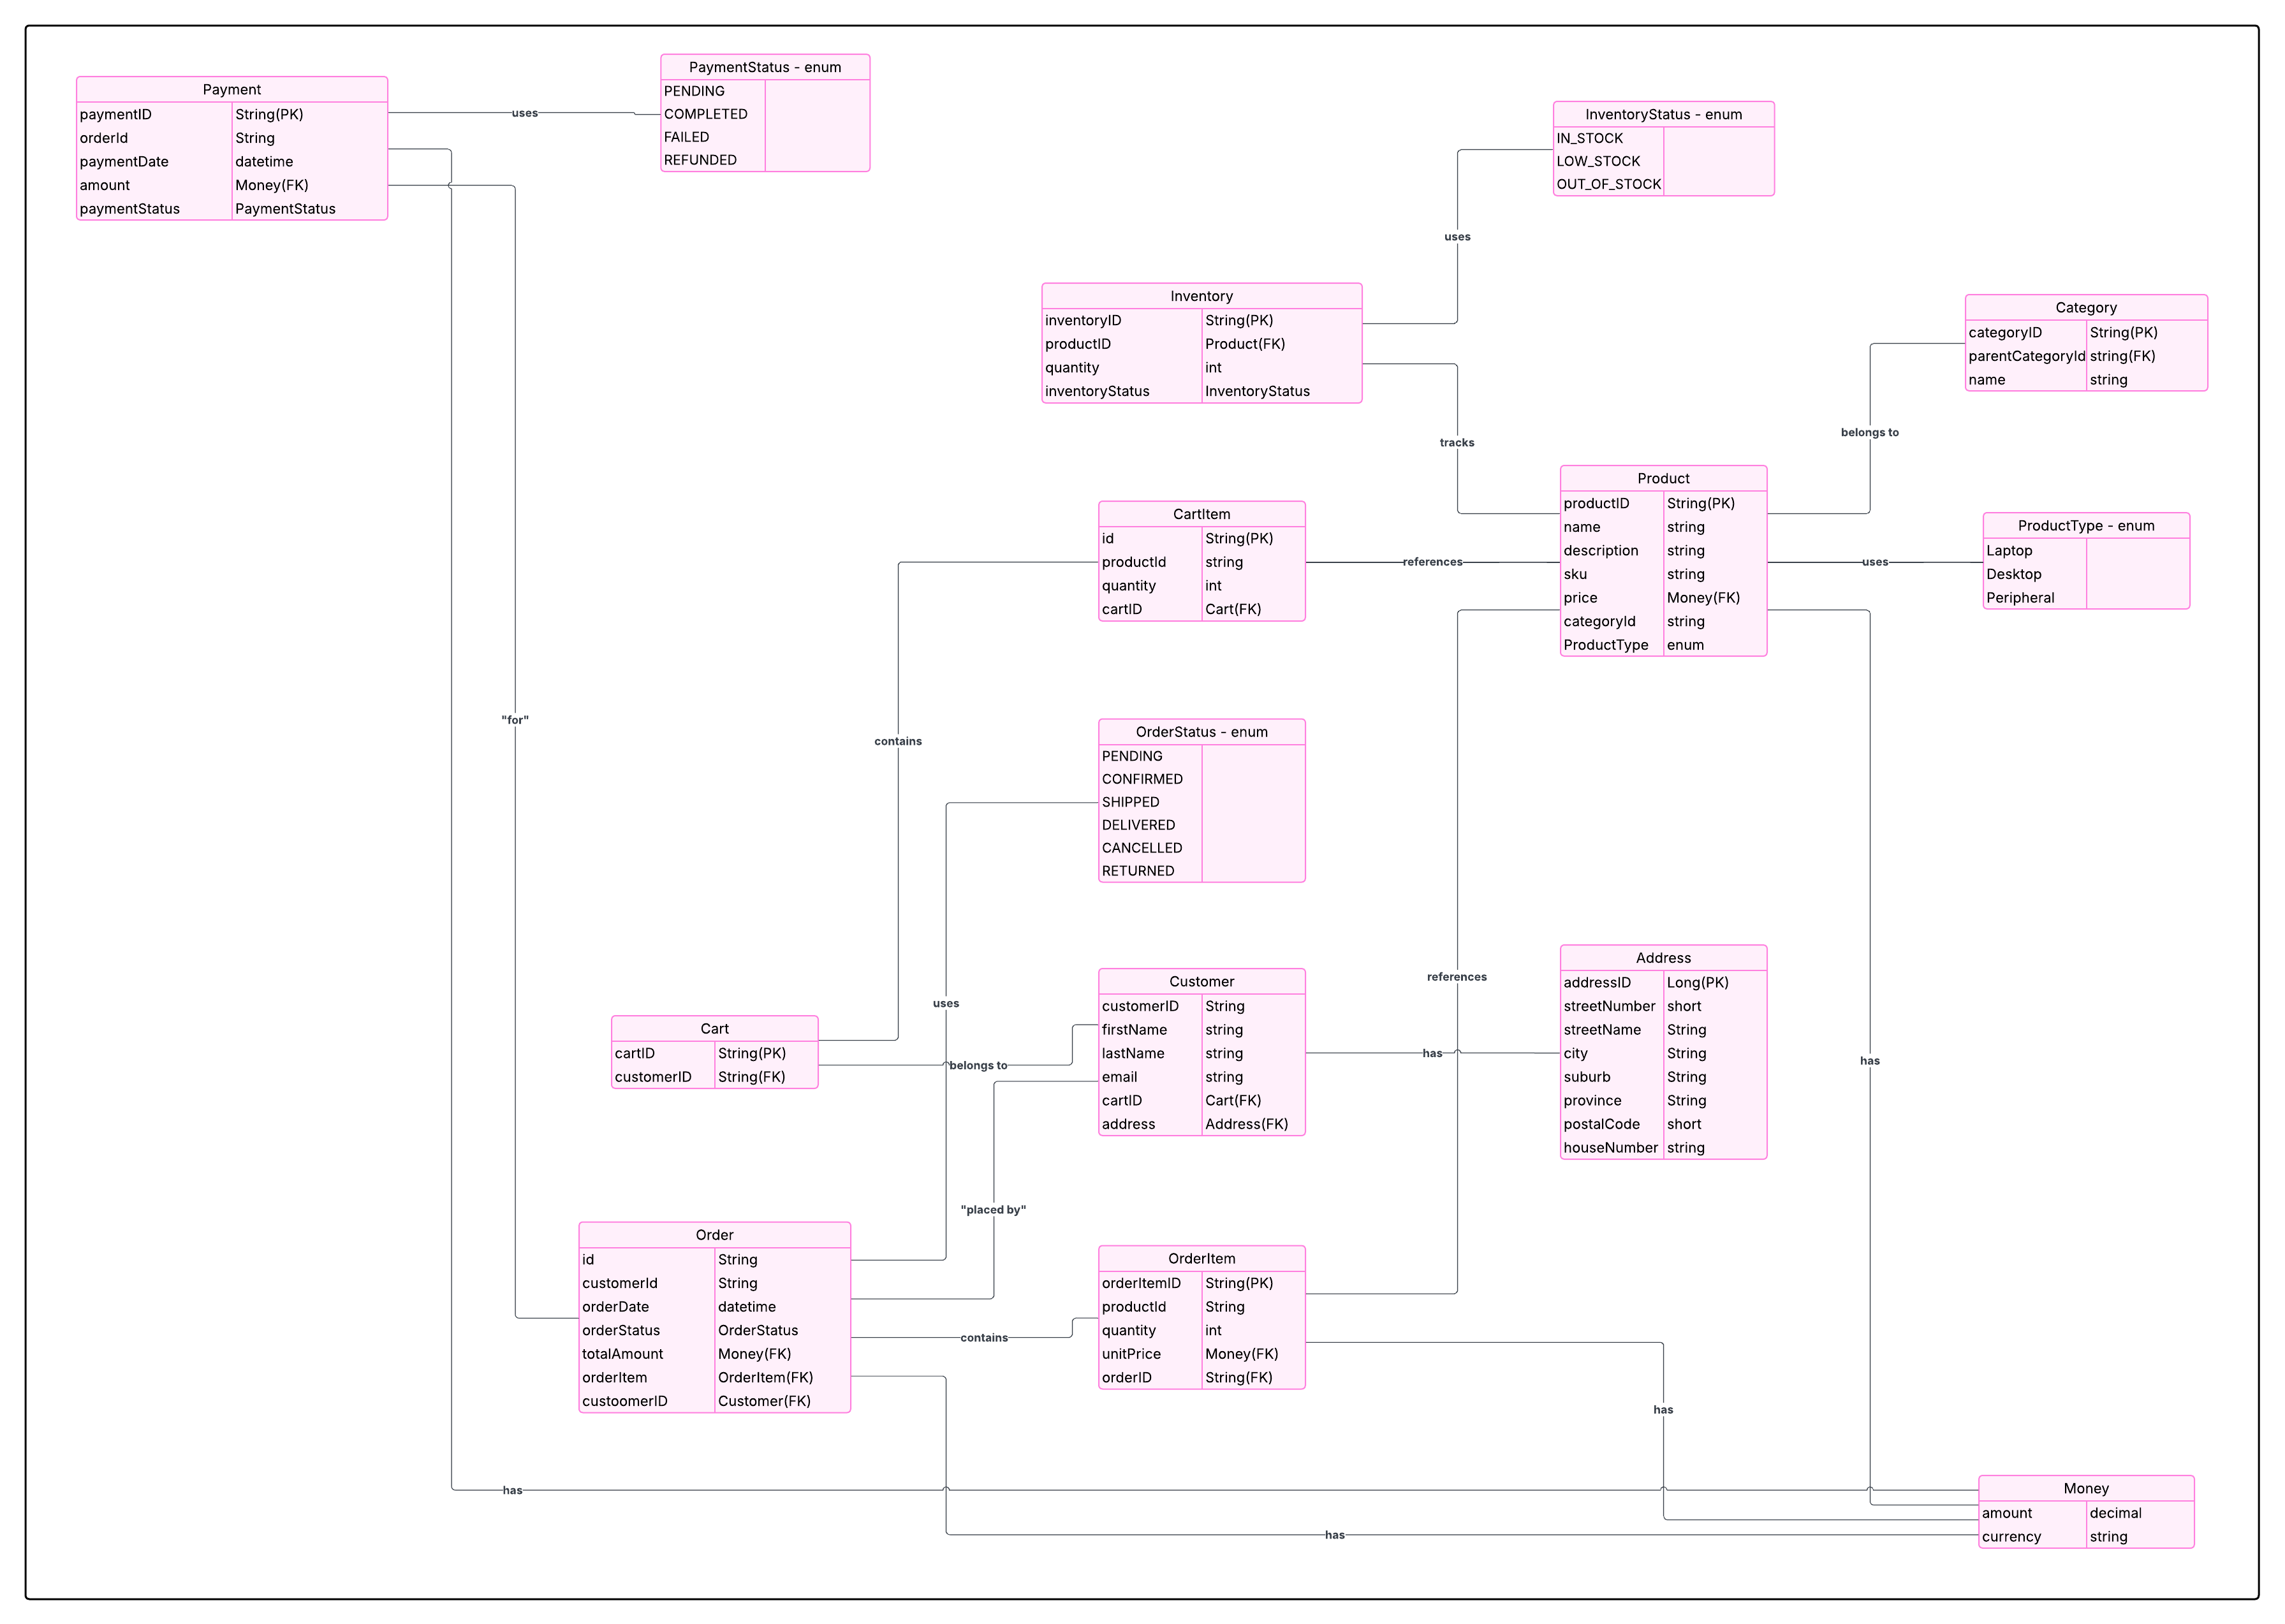 Payment
paymentID String(PK)
orderId String
paymentDate datetime
amount Money(FK)
paymentStatus PaymentStatus
uses
PaymentStatus - enum
PENDING
COMPLETED
FAILED
REFUNDED
InventoryStatus - enum
IN_STOCK
LOW_STOCK
OUT_OF_STOCK
uses
Inventory
inventoryID String(PK)
productID Product(FK)
quantity int
inventoryStatus InventoryStatus
tracks
Category
categoryID String(PK)
parentCategoryId string(FK)
name string
belongs to
CartItem
id String(PK)
productId string
quantity int
cartID Cart(FK)
references
Product
productID String(PK)
name string
description string
sku string
price Money(FK)
categoryId string
ProductType enum
uses
ProductType - enum
Laptop
Desktop
Peripheral
"for"
contains
OrderStatus - enum
PENDING
CONFIRMED
SHIPPED
DELIVERED
CANCELLED
RETURNED
uses
references
Cart
cartID String(PK)
customerID String(FK)
belongs to
Customer
customerID String
firstName string
lastName string
email string
cartID Cart(FK)
address Address(FK)
has
Address
addressID Long(PK)
streetNumber short
streetName String
city String
suburb String
province String
postalCode short
houseNumber string
has
"placed by"
Order
id String
customerId String
orderDate datetime
orderStatus OrderStatus
totalAmount Money(FK)
orderItem OrderItem(FK)
custoomerID Customer(FK)
contains
OrderItem
orderItemID String(PK)
productId String
quantity int
unitPrice Money(FK)
orderID String(FK)
has
has
has
Money
amount decimal
currency string